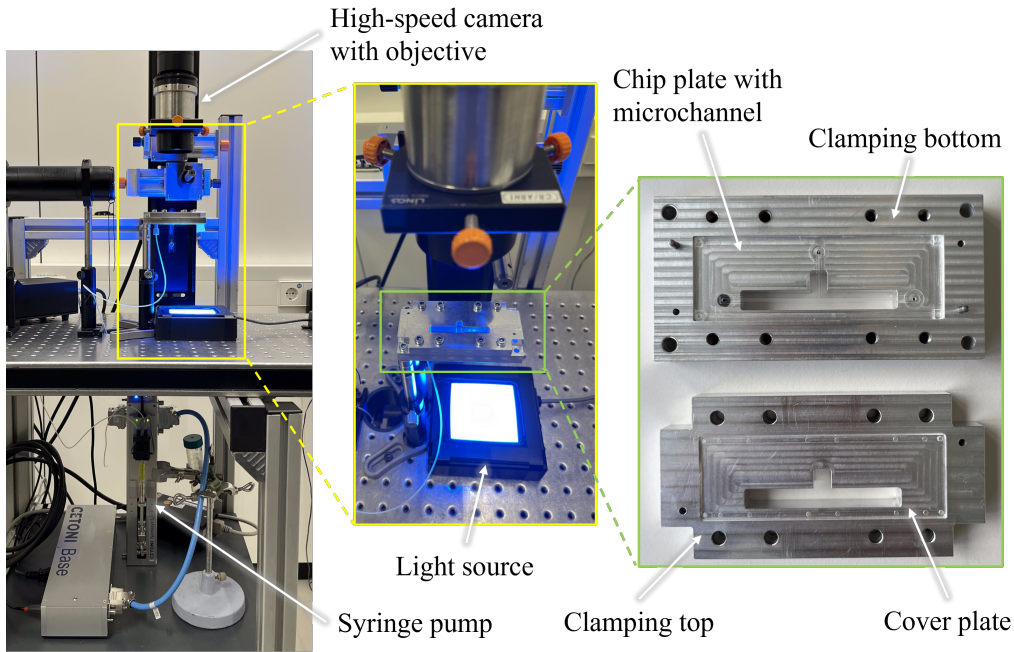 High-speed camera
with objective
Chip plate with
microchannel
Clamping bottom
Light source
Syringe pump
Clamping top
Cover plate
LINOS
CETONI Base